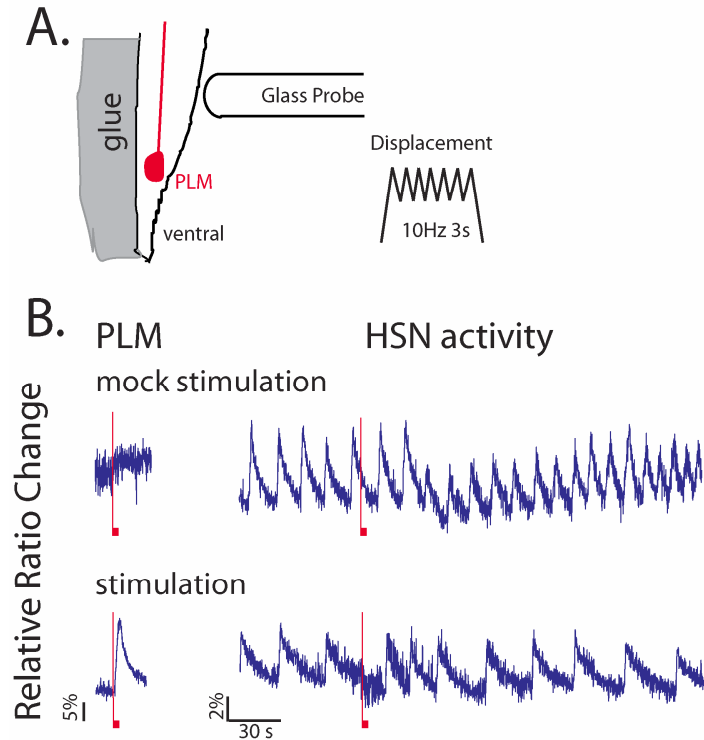 A.
glue
Glass Probe
Displacement
PLM
10Hz 3s
ventral
B.
PLM
HSN activity
mock stimulation
Relative Ratio Change
stimulation
5%
2%
30 s